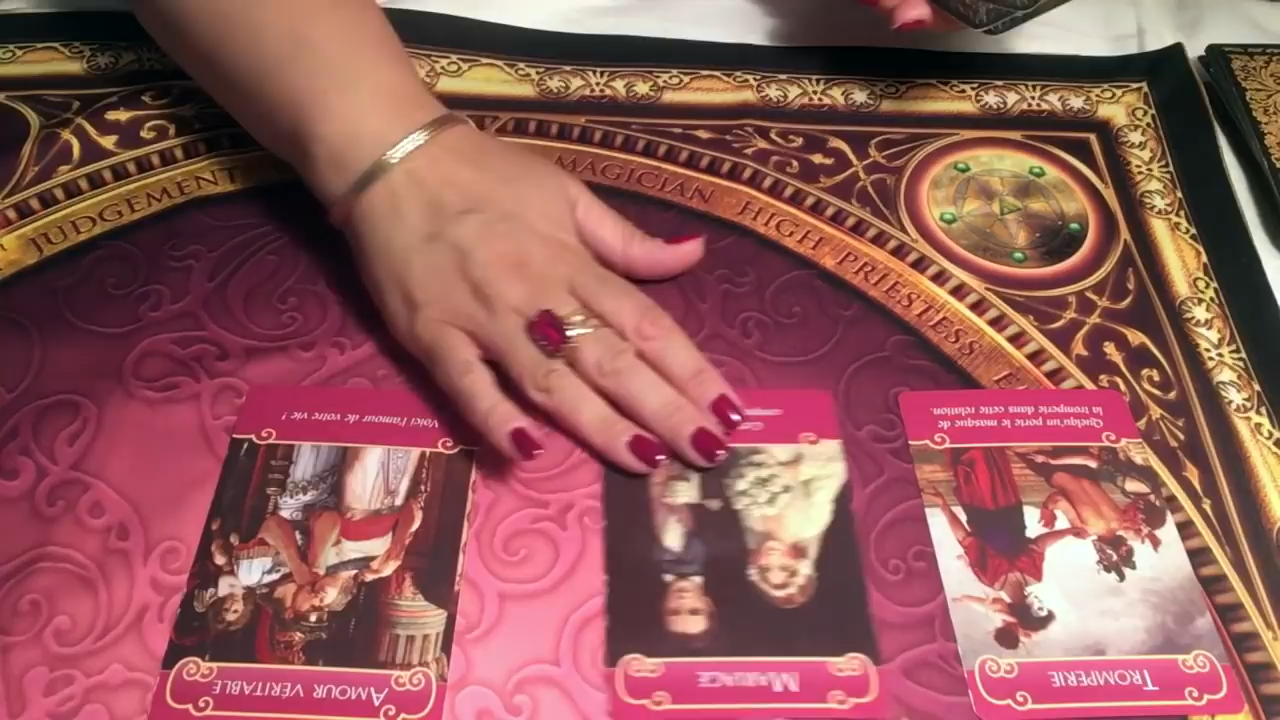 JUDGEMENT
MAGICIAN
HIGH PRIESTESS
Voici l'amour de votre vie !
AMOUR VÉRITABLE
MARIAGE
Quelqu'un porte le masque de
la tromperie dans cette relation.
TROMPERIE